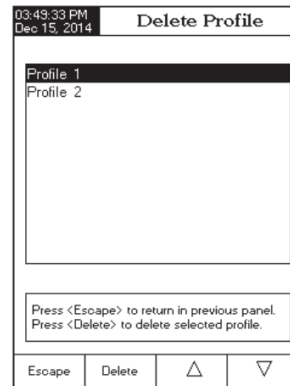 03:49:33 PM
Dec 15, 2014
Delete Profile
Profile 1
Profile 2
Press <Escape> to return in previous panel.
Press <Delete> to delete selected profile.
Escape
Delete